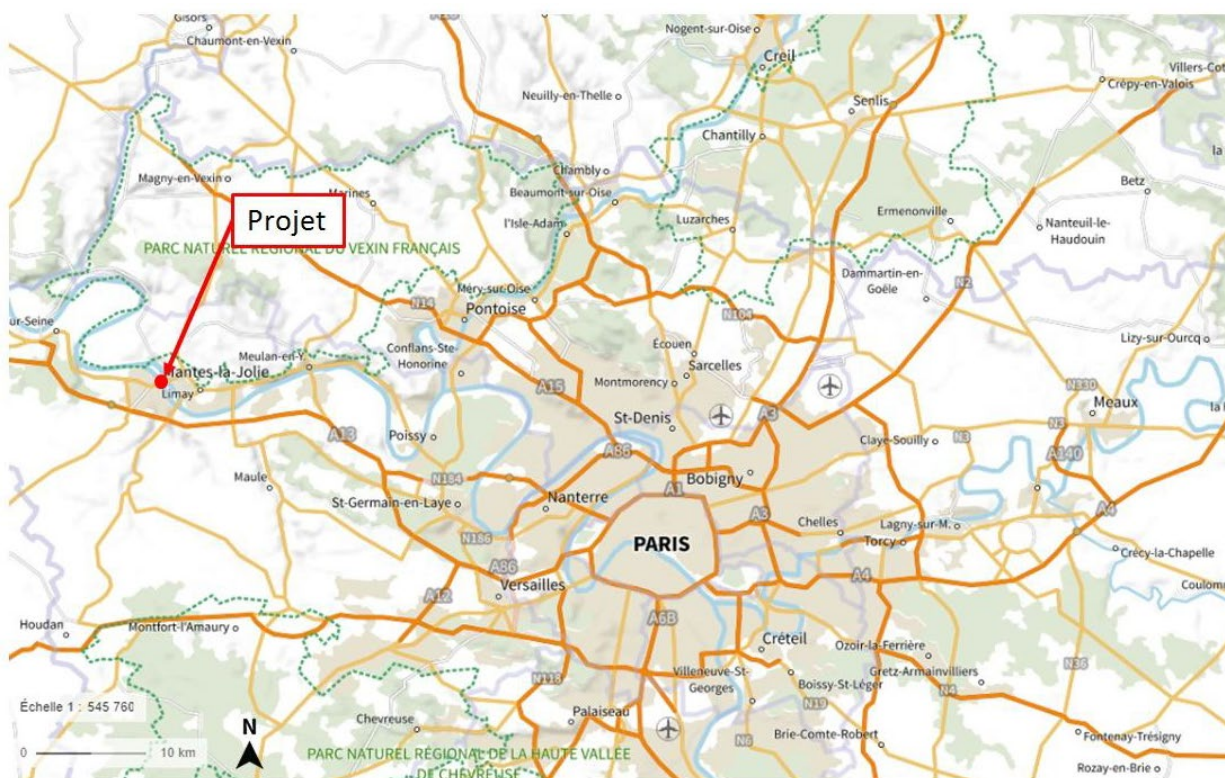 Gisors
Chaumont-en-Vexin
Nogent-sur-Oise
Creil
Villers-Cot
Crépy-en-Valois
Neuilly-en-Thelle
Senlis
Chantilly
Magny-en-Vexin
Chambly
Beaumont-sur-Oise
Betz
Projet
l'Isle-Adam
Luzarches
Ermenonville
Nanteuil-le-
Haudouin
PARC NATUREL RÉGIONAL DU VEXIN FRANÇAIS
Dammartin-en-
Goële
N2
Méry-sur-Oise
Pontoise
N14
N104
ur-Seine
Écouen
Lizy-sur-Ourcq
Meulan-en-Y.
Conflans-Ste-
Honorine
Sarcelles
Mantes-la-Jolie
Limay
A15
Montmorency
N330
Meaux
St-Denis
A3
N3
N3
A13
Poissy
A86
Claye-Souilly
A140
Maule
N184
Bobigny
St-Germain-en-Laye
Nanterre
A1
A3
A4
Chelles
Lagny-sur-M.
Torcy
N186
PARIS
Crécy-la-Chapelle
A86
Versailles
A4
Coulomm
A12
A6B
Houdan
Montfort-l'Amaury
Créteil
Ozoir-la-Ferrière
Gretz-Armainvilliers
N36
Villeneuve-St-
Georges
Boissy-St-Léger
N118
N4
Échelle 1 : 545 760
N
Chevreuse
Palaiseau
N19
N6
Brie-Comte-Robert
Fontenay-Trésigny
0
10 km
PARC NATUREL RÉGIONAL DE LA HAUTE VALLÉE
DE CHEVREUSE
Rozay-en-Brie